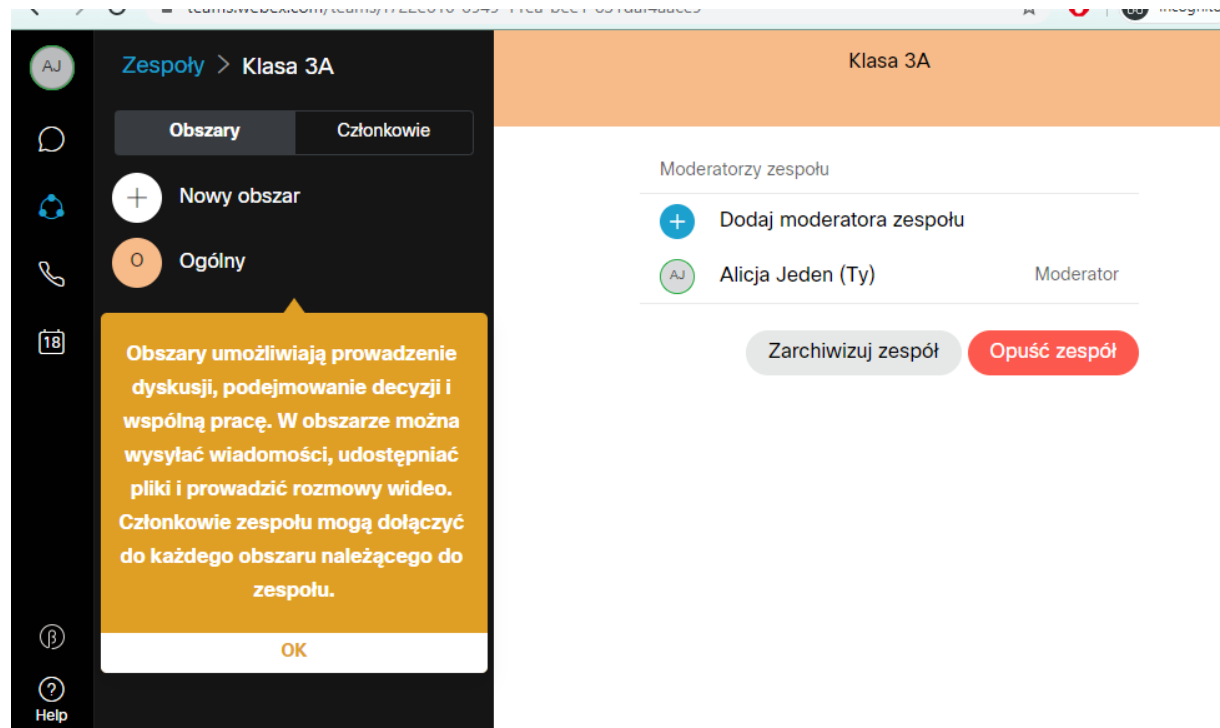 AJ
Zespoły > Klasa 3A
Klasa 3A
Obszary
Członkowie
Nowy obszar
O
Ogólny
Obszary umożliwiają prowadzenie
dyskusji, podejmowanie decyzji i
wspólną pracę. W obszarze można
wysyłać wiadomości, udostępniać
pliki i prowadzić rozmowy wideo.
Członkowie zespołu mogą dołączyć
do każdego obszaru należącego do
zespołu.
OK
18
β
Help
Moderatorzy zespołu
Dodaj moderatora zespołu
AJ
Alicja Jeden (Ty)
Moderator
Zarchiwizuj zespół
Opuść zespół